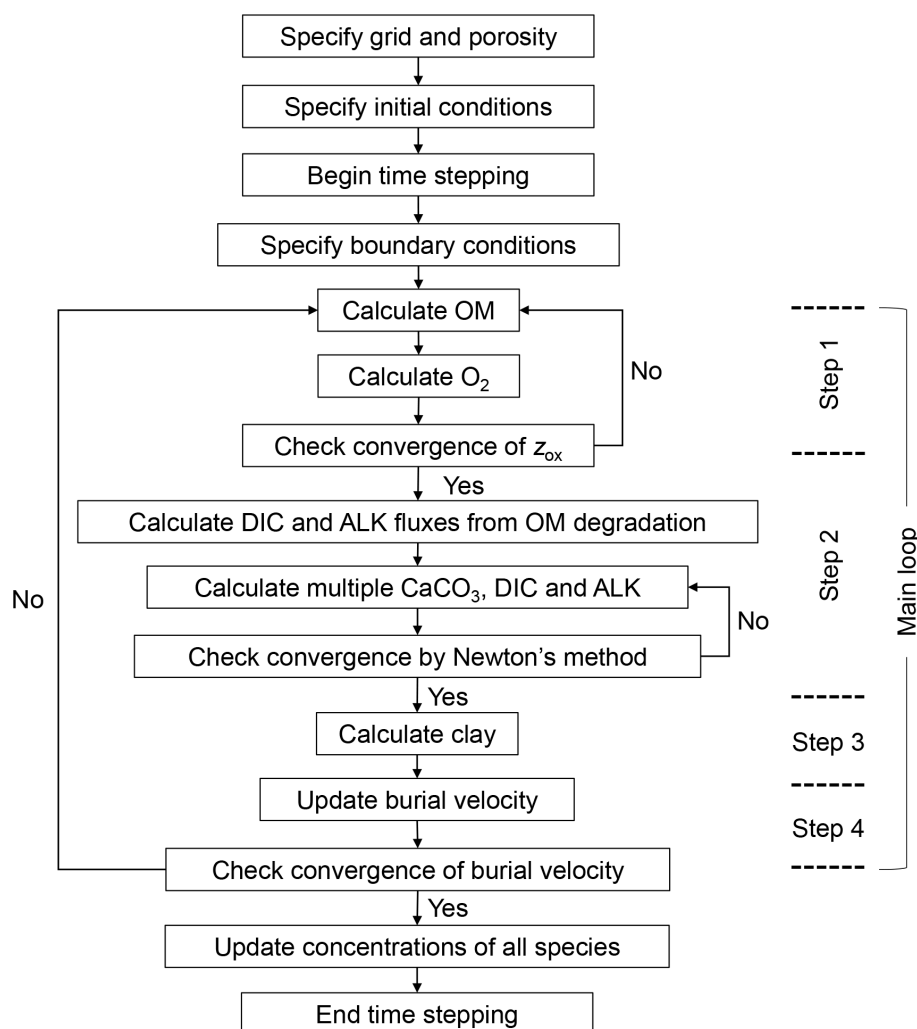 Specify grid and porosity
Specify initial conditions
Begin time stepping
Specify boundary conditions
Calculate OM
Calculate O₂
No
Step 1
Check convergence of zₒₓ
Yes
Calculate DIC and ALK fluxes from OM degradation
Calculate multiple CaCO₃, DIC and ALK
No
Step 2
Main loop
No
Check convergence by Newton's method
Yes
Calculate clay
Step 3
Update burial velocity
Step 4
Check convergence of burial velocity
Yes
Update concentrations of all species
End time stepping